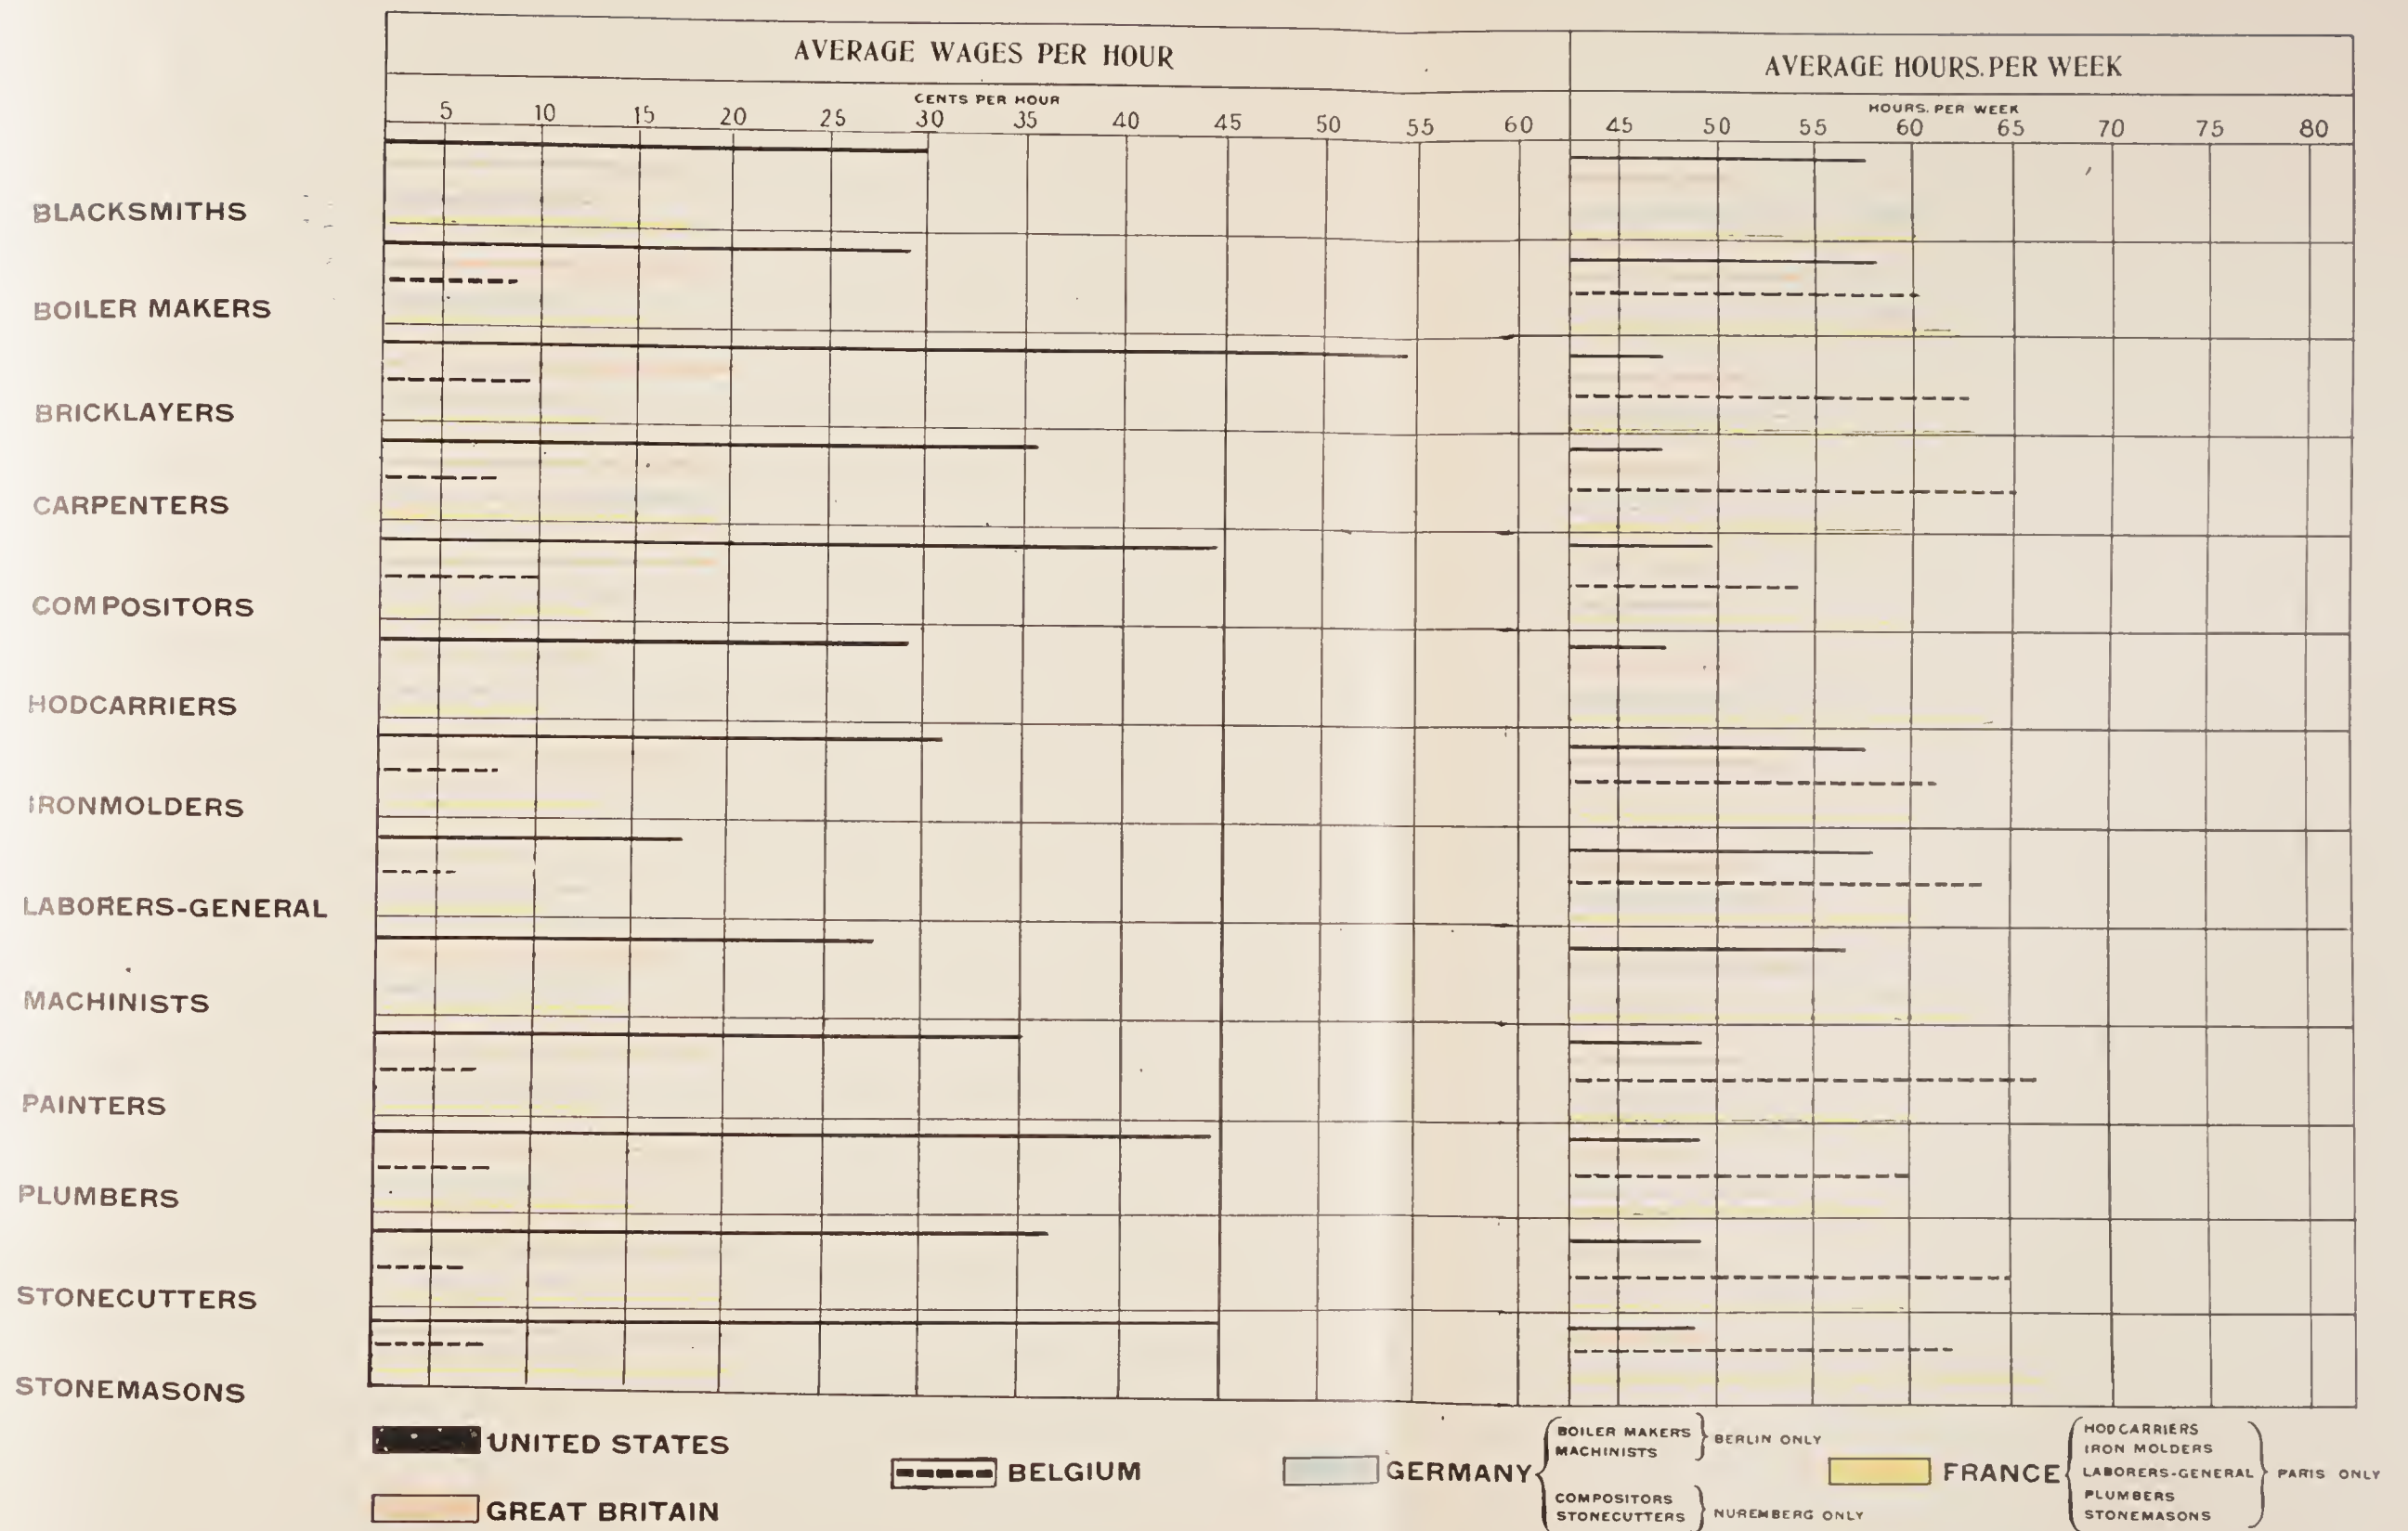 AVERAGE WAGES PER HOUR
AVERAGE HOURS. PER WEEK
CENTS PER HOUR
HOURS. PER WEEK
5 10 15 20 25 30 35 40 45 50 55 60
45 50 55 60 65 70 75 80
BLACKSMITHS
BOILER MAKERS
BRICKLAYERS
CARPENTERS
COMPOSITORS
HODCARRIERS
IRONMOLDERS
LABORERS-GENERAL
MACHINISTS
PAINTERS
PLUMBERS
STONECUTTERS
STONEMASONS
UNITED STATES
GREAT BRITAIN
BELGIUM
GERMANY
BOILER MAKERS
MACHINISTS
BERLIN ONLY
COMPOSITORS
STONECUTTERS
NUREMBERG ONLY
FRANCE
HODCARRIERS
IRON MOLDERS
LABORERS-GENERAL
PLUMBERS
STONEMASONS
PARIS ONLY